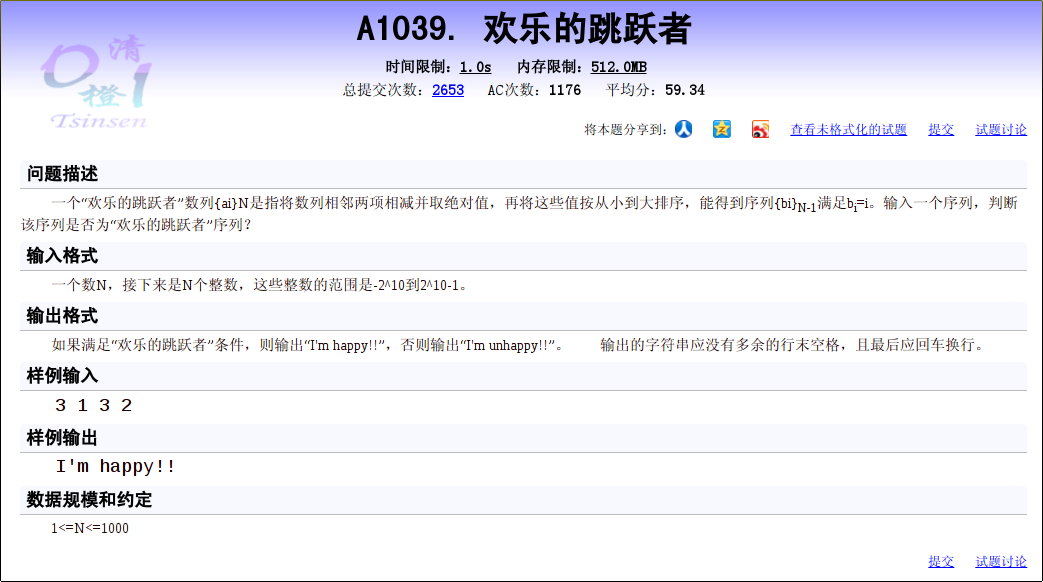 A1039. 欢乐的跳跃者
清
橙
Tsinsen
时间限制：1.0s 内存限制：512.0MB
总提交次数：2653 AC次数：1176 平均分：59.34
将本题分享到： 查看未格式化的试题 提交 试题讨论
问题描述
一个“欢乐的跳跃者”数列{ai}N是指将数列相邻两项相减并取绝对值，再将这些值按从小到大排序，能得到序列{bi}N-1满足bi=i。输入一个序列，判断
该序列是否为“欢乐的跳跃者”序列？
输入格式
一个数N，接下来是N个整数，这些整数的范围是-2^10到2^10-1。
输出格式
如果满足“欢乐的跳跃者”条件，则输出“I'm happy!!”，否则输出“I'm unhappy!!”。 输出的字符串应没有多余的行末空格，且最后应回车换行。
样例输入
3 1 3 2
样例输出
I'm happy!!
数据规模和约定
1<=N<=1000
提交 试题讨论